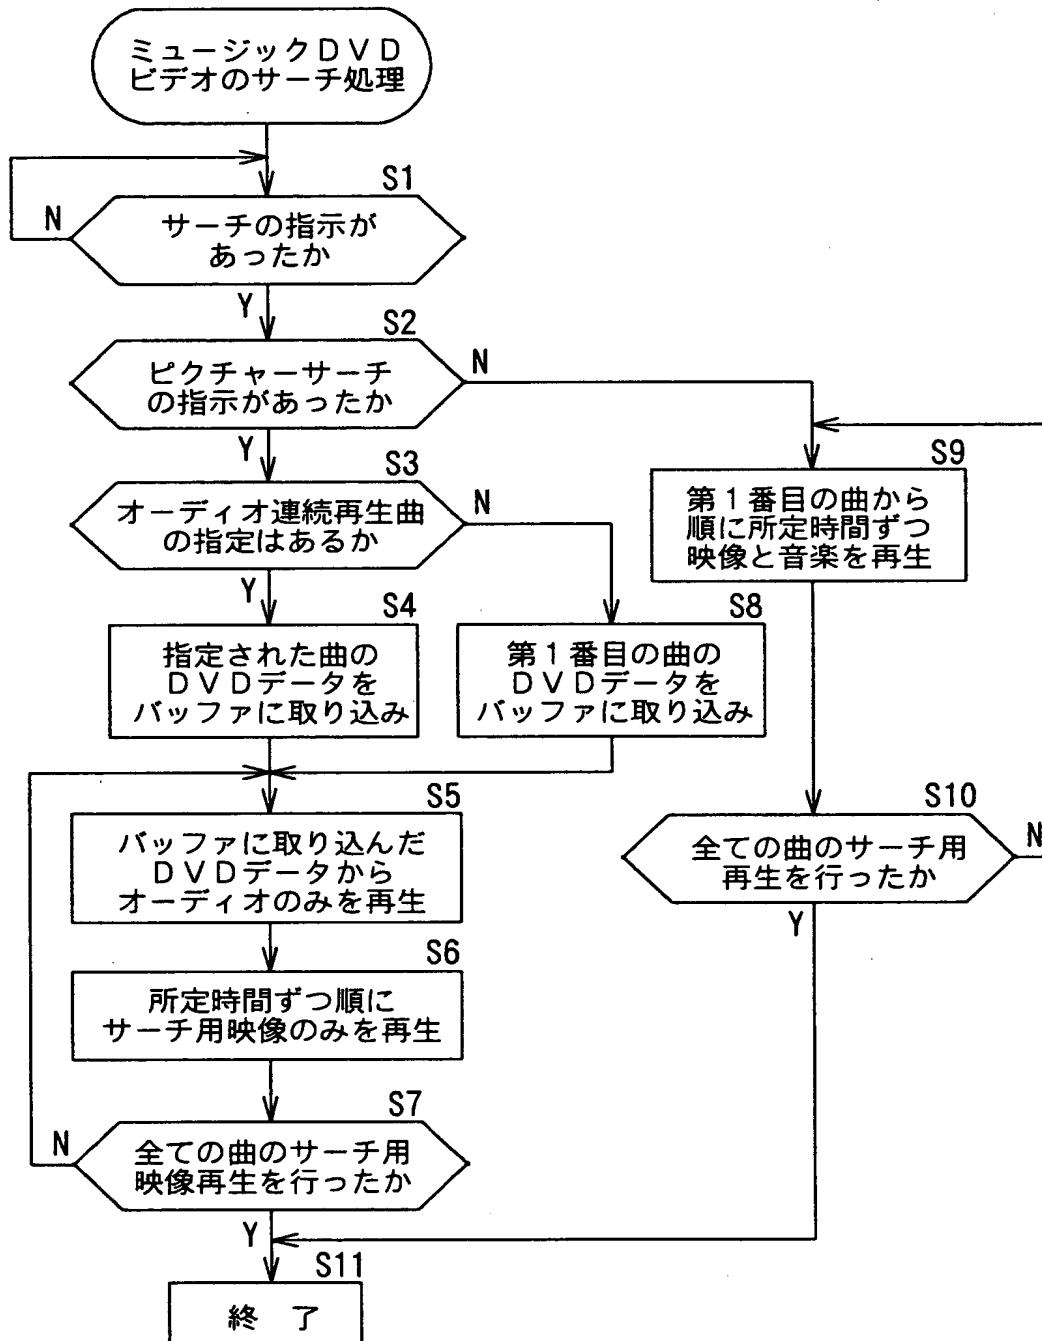 ミュージックＤＶＤ
ビデオのサーチ処理
S1
N
サーチの指示が
あったか
Y
S2
N
ピクチャーサーチ
の指示があったか
Y
S3
N
オーディオ連続再生曲
の指定はあるか
Y
S4
指定された曲の
ＤＶＤデータを
バッファに取り込み
S8
第１番目の曲の
ＤＶＤデータを
バッファに取り込み
S9
第１番目の曲から
順に所定時間ずつ
映像と音楽を再生
S5
バッファに取り込んだ
ＤＶＤデータから
オーディオのみを再生
S10
N
全ての曲のサーチ用
再生を行ったか
Y
S6
所定時間ずつ順に
サーチ用映像のみを再生
S7
N
全ての曲のサーチ用
映像再生を行ったか
Y
S11
終 了